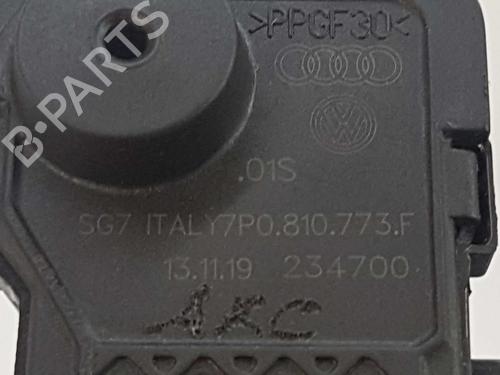 >PPGF30<
B-PARTS
.01S
SG7 ITALY7P0.810.773.F
13.11.19 234700
AKC